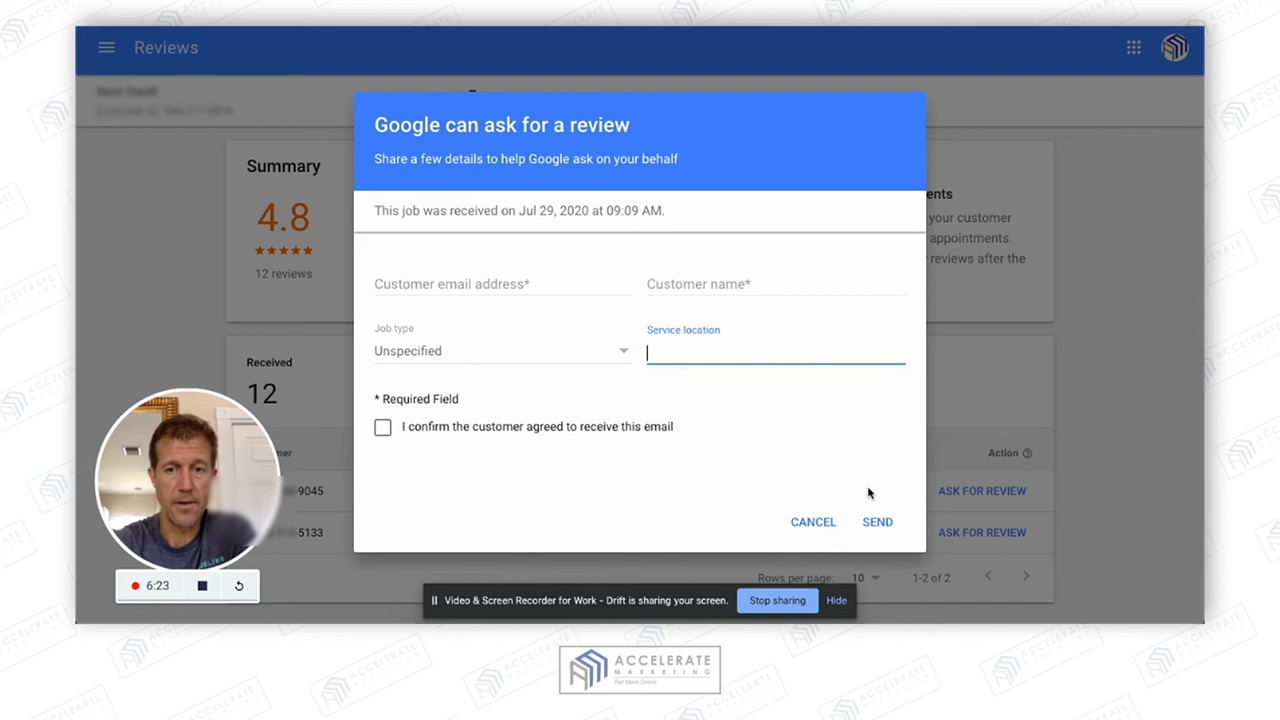 Reviews
Google can ask for a review
Share a few details to help Google ask on your behalf
This job was received on Jul 29, 2020 at 09:09 AM.
Customer email address*
Customer name*
Job type
Unspecified
Service location
* Required Field
I confirm the customer agreed to receive this email
CANCEL
SEND
Summary
4.8
12 reviews
ents
your customer
appointments.
reviews after the
Received
12
mer
Action
9045
ASK FOR REVIEW
5133
ASK FOR REVIEW
Rows per page: 10
1-2 of 2
6:23
Video & Screen Recorder for Work - Drift is sharing your screen.
Stop sharing
Hide
ACCELERATE
MARKETING
Get More Doors